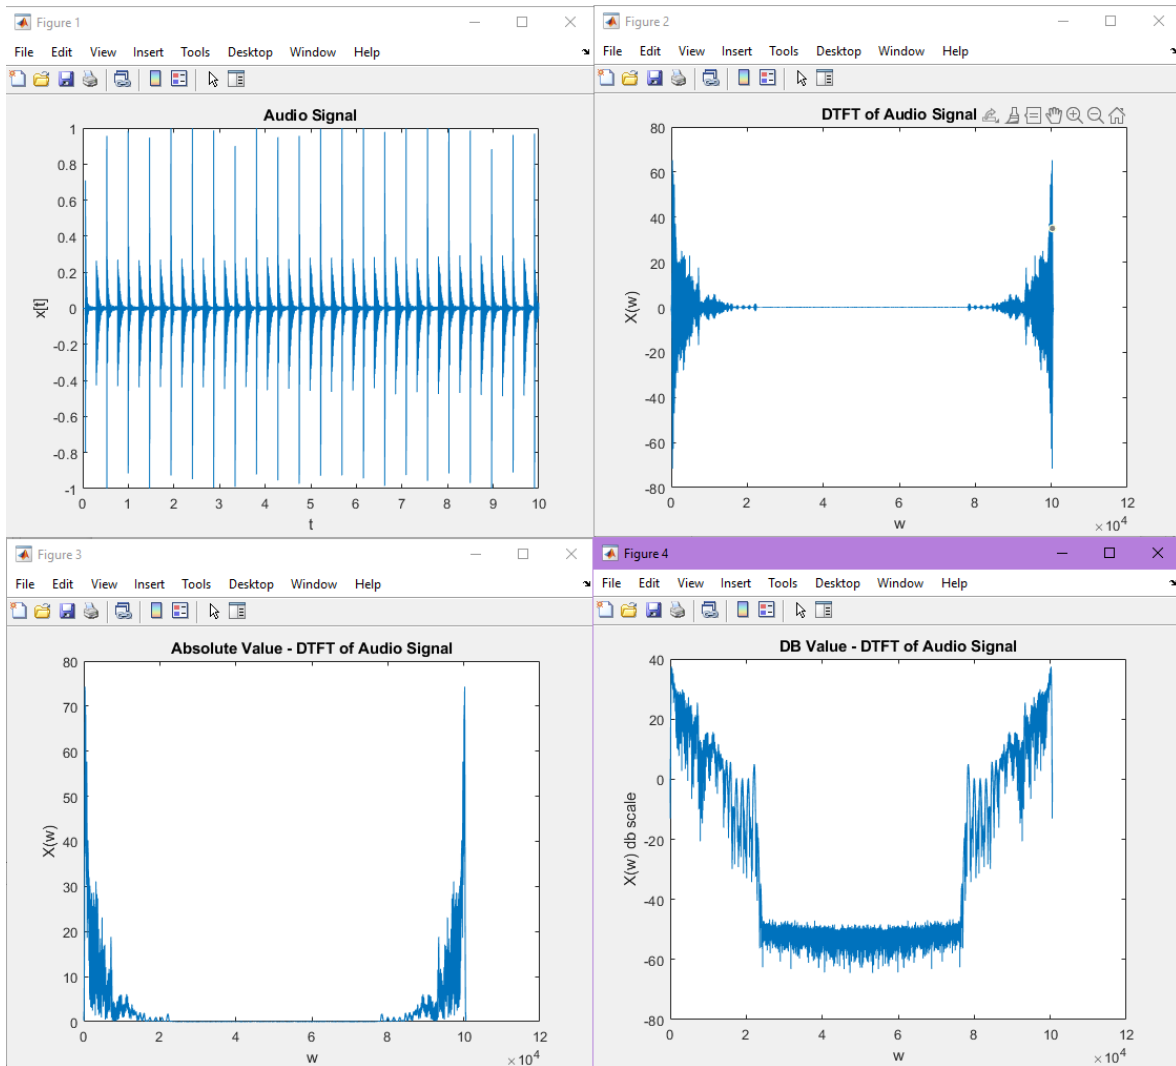 Figure 1
File Edit View Insert Tools Desktop Window Help
Audio Signal
1
0.8
0.6
0.4
0.2
0
-0.2
-0.4
-0.6
-0.8
-1
x[t]
0 1 2 3 4 5 6 7 8 9 10
t
Figure 2
File Edit View Insert Tools Desktop Window Help
DTFT of Audio Signal
80
60
40
20
0
-20
-40
-60
-80
X(w)
0 2 4 6 8 10 12
w
×10^4
Figure 3
File Edit View Insert Tools Desktop Window Help
Absolute Value - DTFT of Audio Signal
80
70
60
50
40
30
20
10
0
X(w)
0 2 4 6 8 10 12
w
×10^4
Figure 4
File Edit View Insert Tools Desktop Window Help
DB Value - DTFT of Audio Signal
40
20
0
-20
-40
-60
-80
X(w) db scale
0 2 4 6 8 10 12
w
×10^4